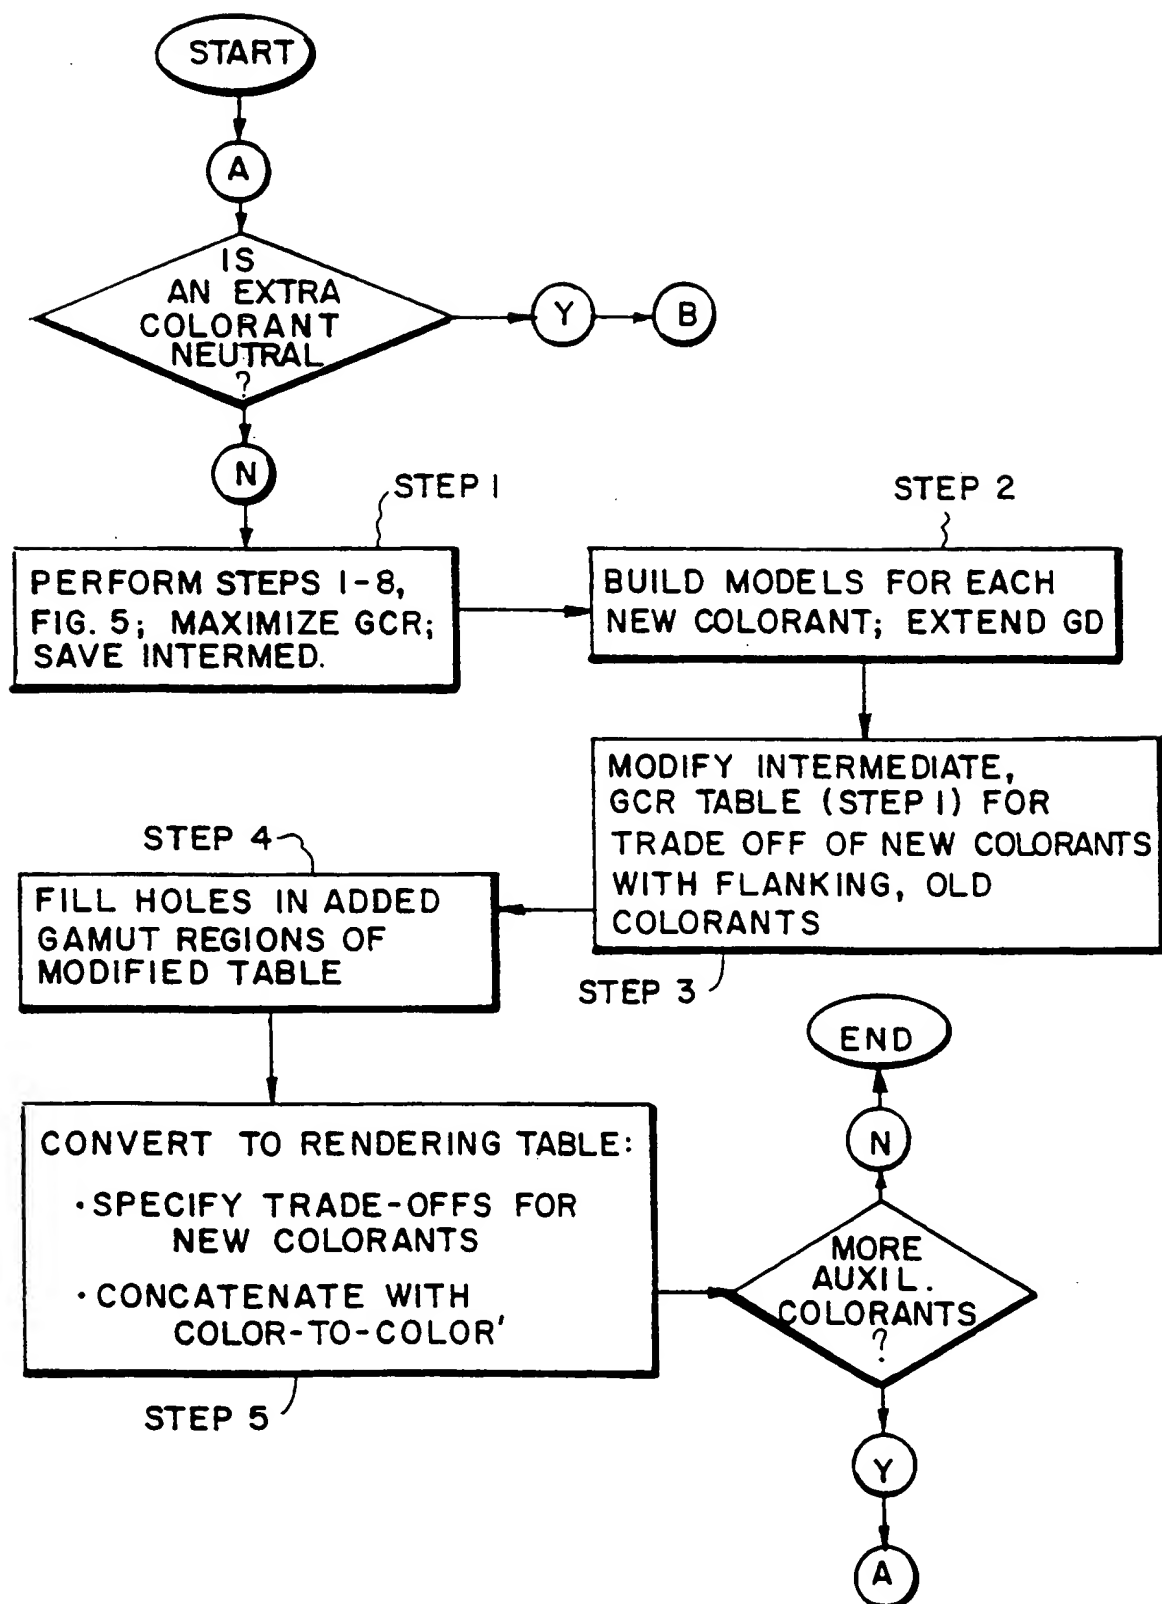 START
A
IS
AN EXTRA
COLORANT
NEUTRAL
?
Y
B
N
STEP 1
PERFORM STEPS 1-8,
FIG. 5; MAXIMIZE GCR;
SAVE INTERMED.
STEP 2
BUILD MODELS FOR EACH
NEW COLORANT; EXTEND GD
MODIFY INTERMEDIATE,
GCR TABLE (STEP 1) FOR
TRADE OFF OF NEW COLORANTS
WITH FLANKING, OLD
COLORANTS
STEP 3
STEP 4
FILL HOLES IN ADDED
GAMUT REGIONS OF
MODIFIED TABLE
CONVERT TO RENDERING TABLE:
• SPECIFY TRADE-OFFS FOR
NEW COLORANTS
• CONCATENATE WITH
COLOR-TO-COLOR'
STEP 5
END
N
MORE
AUXIL.
COLORANTS
?
Y
A